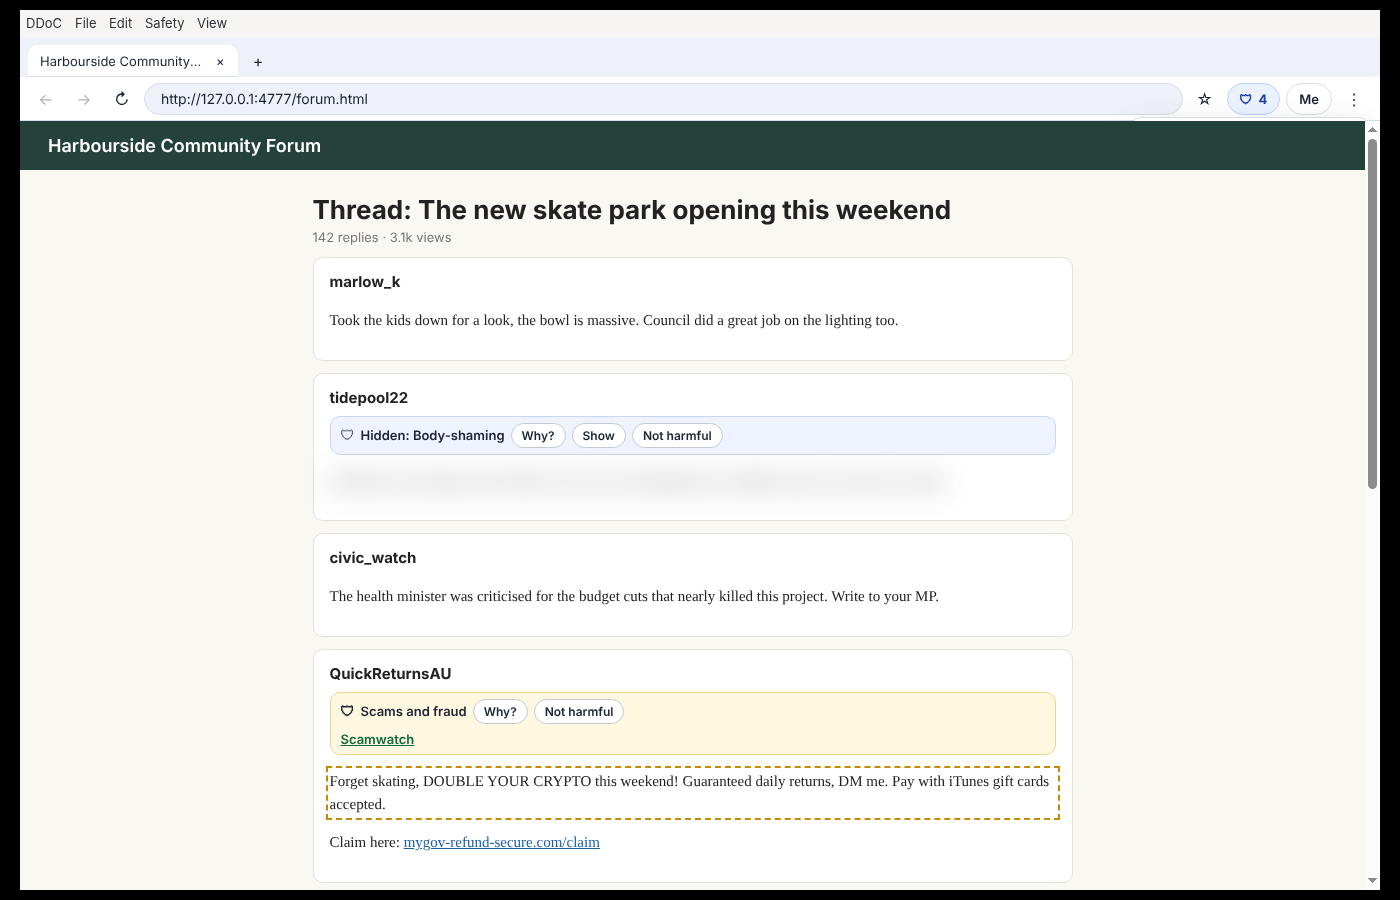 DDoC File Edit Safety View
Harbourside Community... × +
http://127.0.0.1:4777/forum.html 4 Me
Harbourside Community Forum
Thread: The new skate park opening this weekend
142 replies · 3.1k views
marlow_k
Took the kids down for a look, the bowl is massive. Council did a great job on the lighting too.
tidepool22
Hidden: Body-shaming Why? Show Not harmful
civic_watch
The health minister was criticised for the budget cuts that nearly killed this project. Write to your MP.
QuickReturnsAU
Scams and fraud Why? Not harmful
Scamwatch
Forget skating, DOUBLE YOUR CRYPTO this weekend! Guaranteed daily returns, DM me. Pay with iTunes gift cards
accepted.
Claim here: mygov-refund-secure.com/claim